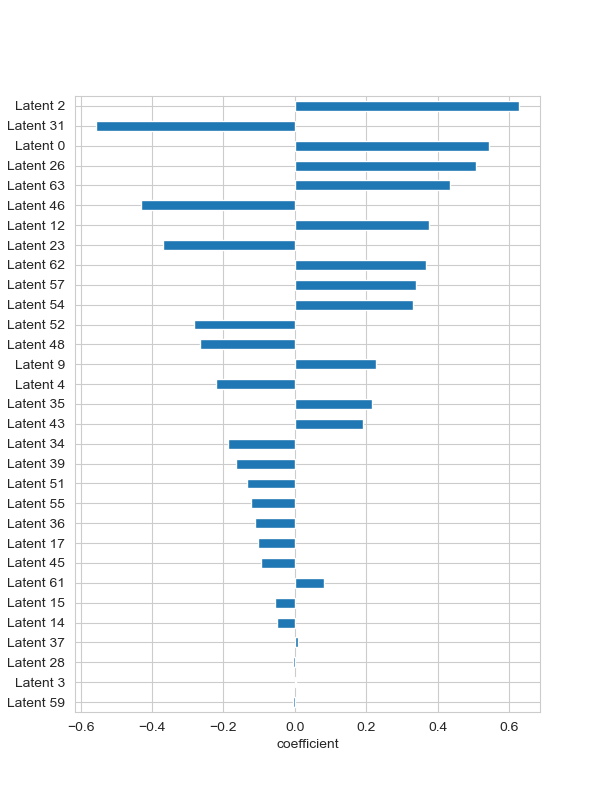 Latent 2
Latent 31
Latent 0
Latent 26
Latent 63
Latent 46
Latent 12
Latent 23
Latent 62
Latent 57
Latent 54
Latent 52
Latent 48
Latent 9
Latent 4
Latent 35
Latent 43
Latent 34
Latent 39
Latent 51
Latent 55
Latent 36
Latent 17
Latent 45
Latent 61
Latent 15
Latent 14
Latent 37
Latent 28
Latent 3
Latent 59
−0.6 −0.4 −0.2 0.0 0.2 0.4 0.6
coefficient